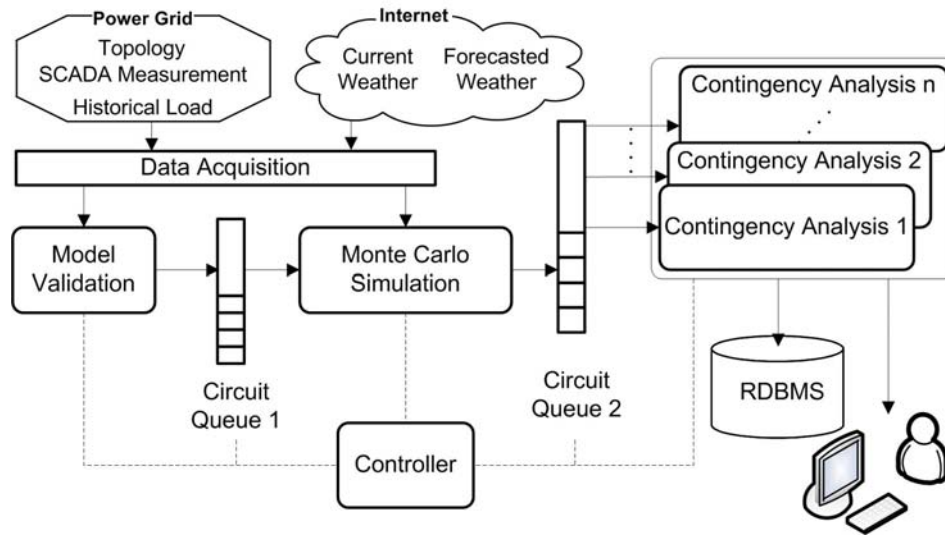 Power Grid
Topology
SCADA Measurement
Historical Load
Internet
Current
Weather
Forecasted
Weather
Data Acquisition
Model
Validation
Circuit
Queue 1
Monte Carlo
Simulation
Circuit
Queue 2
Contingency Analysis n
Contingency Analysis 2
Contingency Analysis 1
RDBMS
Controller